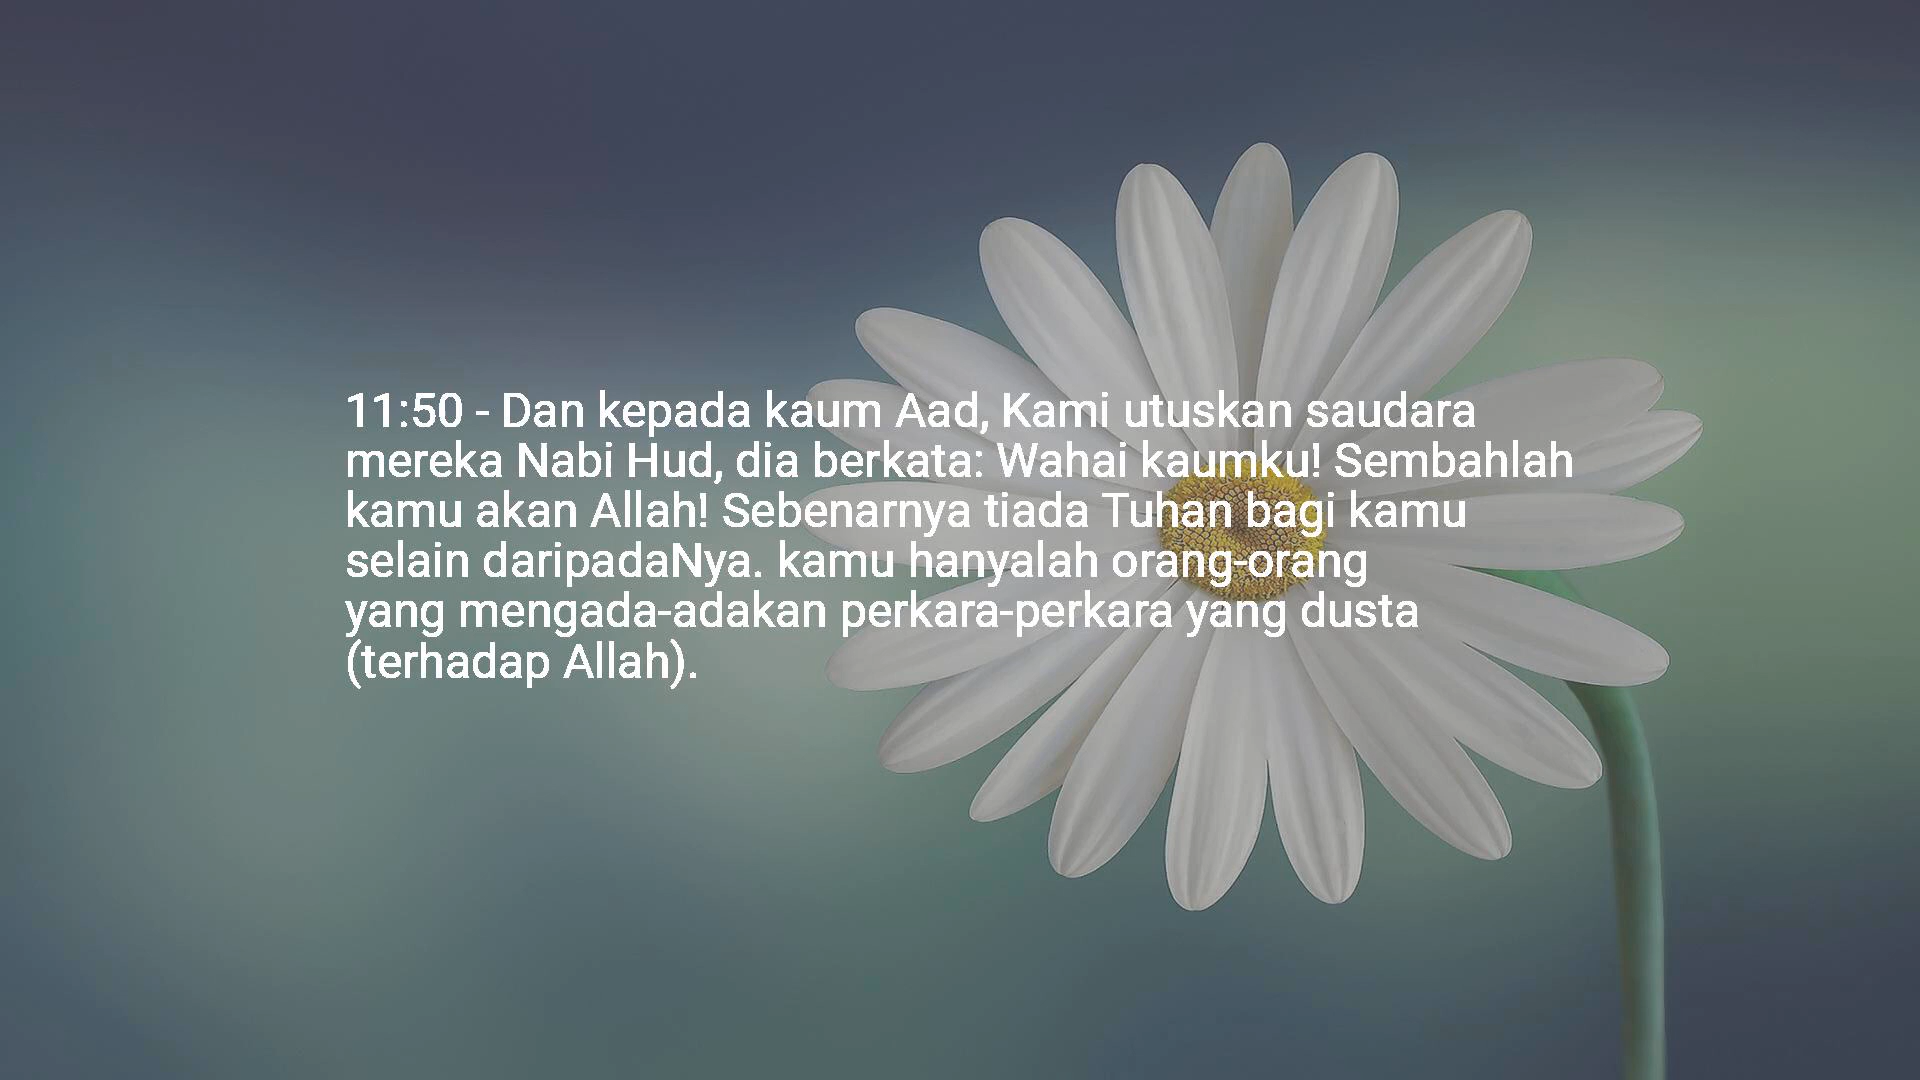 11:50 - Dan kepada kaum Aad, Kami utuskan saudara
mereka Nabi Hud, dia berkata: Wahai kaumku! Sembahlah
kamu akan Allah! Sebenarnya tiada Tuhan bagi kamu
selain daripadaNya. kamu hanyalah orang-orang
yang mengada-adakan perkara-perkara yang dusta
(terhadap Allah).